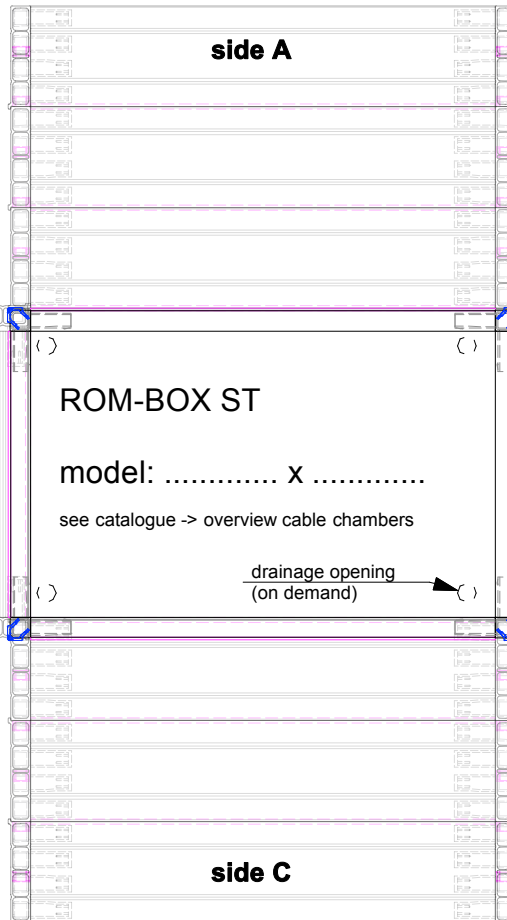 side A
ROM-BOX ST
model: ............. x .............
see catalogue -> overview cable chambers
drainage opening
(on demand)
side C